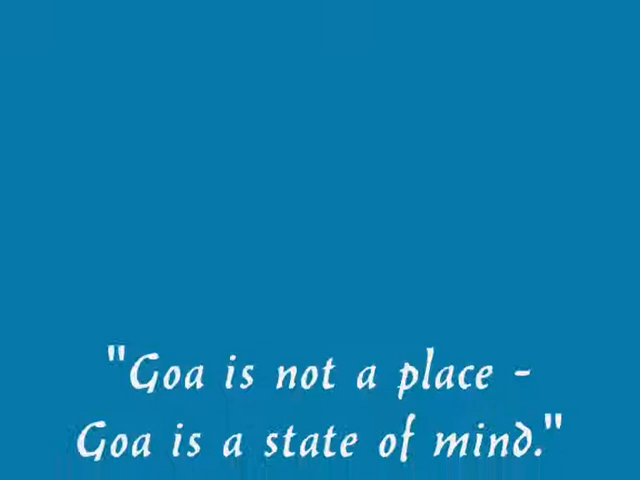 "Goa is not a place -
Goa is a state of mind."